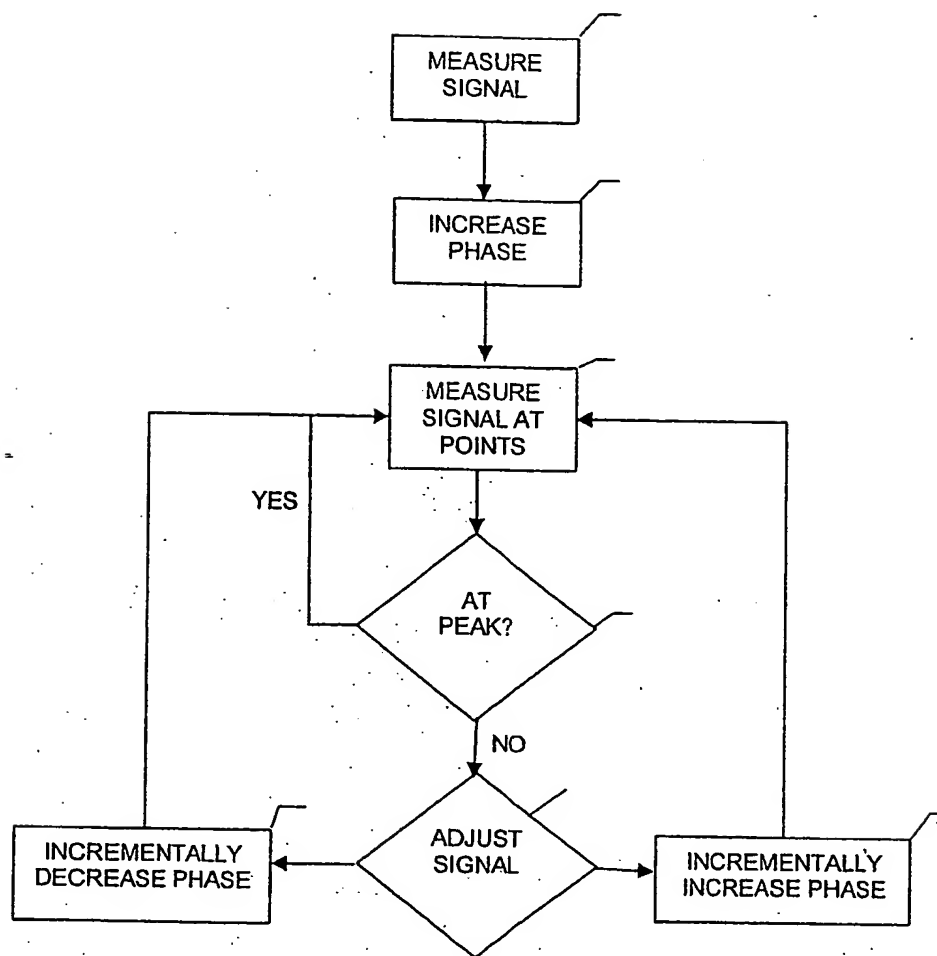 MEASURE
SIGNAL
INCREASE
PHASE
MEASURE
SIGNAL AT
POINTS
YES
AT
PEAK?
NO
ADJUST
SIGNAL
INCREMENTALLY
DECREASE PHASE
INCREMENTALLY
INCREASE PHASE